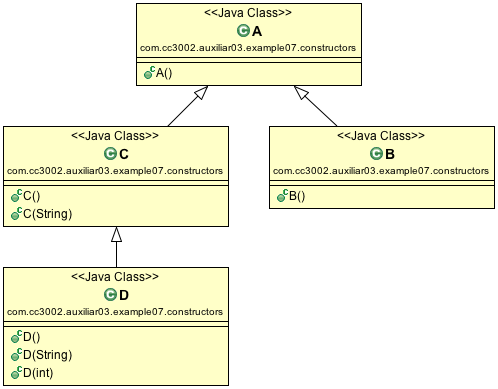 <<Java Class>>
A
com.cc3002.auxiliar03.example07.constructors
A()
<<Java Class>>
C
com.cc3002.auxiliar03.example07.constructors
C()
C(String)
<<Java Class>>
B
com.cc3002.auxiliar03.example07.constructors
B()
<<Java Class>>
D
com.cc3002.auxiliar03.example07.constructors
D()
D(String)
D(int)